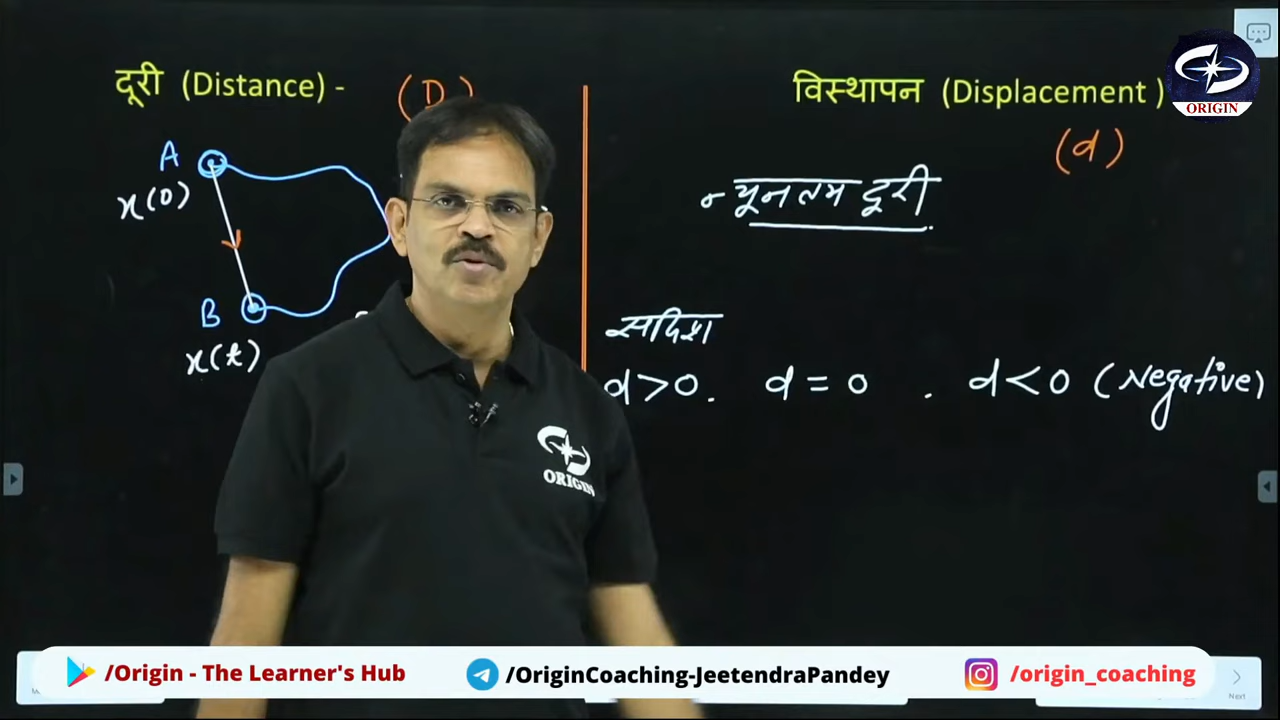 दूरी (Distance) - (D)
A
x(0)
B
x(t)
विस्थापन (Displacement)
(d)
न्यूनतम दूरी
सदिश
d>0. d = 0 . d<0 (Negative)
ORIGIN
ORIGIN
/Origin - The Learner's Hub
/OriginCoaching-JeetendraPandey
/origin_coaching
Next